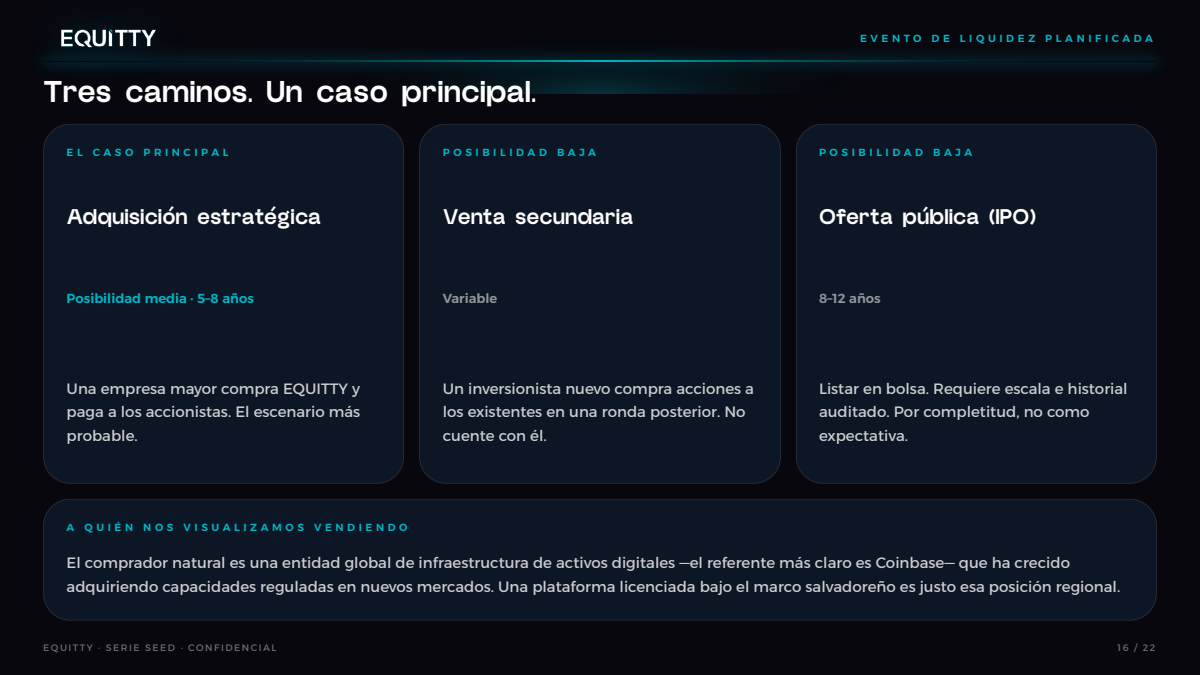 EQUITTY
EVENTO DE LIQUIDEZ PLANIFICADA
Tres caminos. Un caso principal.
EL CASO PRINCIPAL
Adquisición estratégica
Posibilidad media · 5–8 años
Una empresa mayor compra EQUITTY y
paga a los accionistas. El escenario más
probable.
POSIBILIDAD BAJA
Venta secundaria
Variable
Un inversionista nuevo compra acciones a
los existentes en una ronda posterior. No
cuente con él.
POSIBILIDAD BAJA
Oferta pública (IPO)
8–12 años
Listar en bolsa. Requiere escala e historial
auditado. Por completitud, no como
expectativa.
A QUIÉN NOS VISUALIZAMOS VENDIENDO
El comprador natural es una entidad global de infraestructura de activos digitales —el referente más claro es Coinbase— que ha crecido
adquiriendo capacidades reguladas en nuevos mercados. Una plataforma licenciada bajo el marco salvadoreño es justo esa posición regional.
EQUITTY · SERIE SEED · CONFIDENCIAL
16 / 22